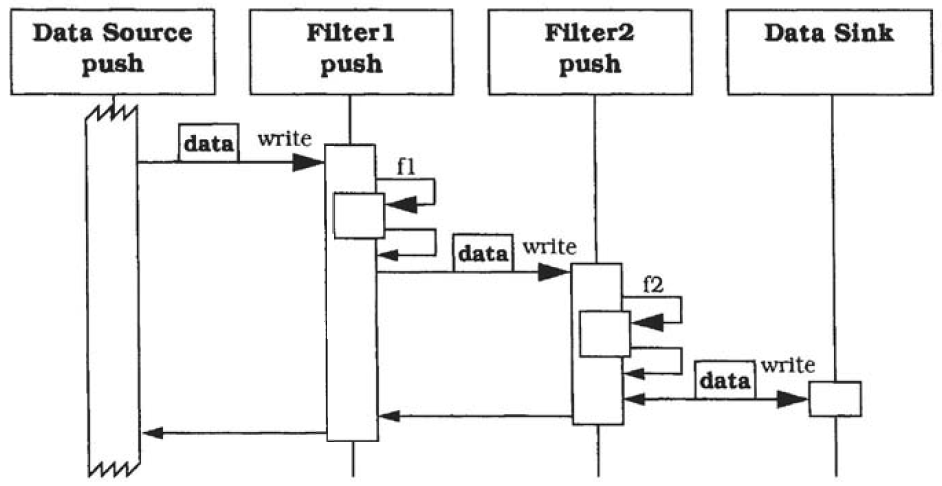 Data Source
push
Filter1
push
Filter2
push
Data Sink
data
write
f1
data
write
f2
data
write